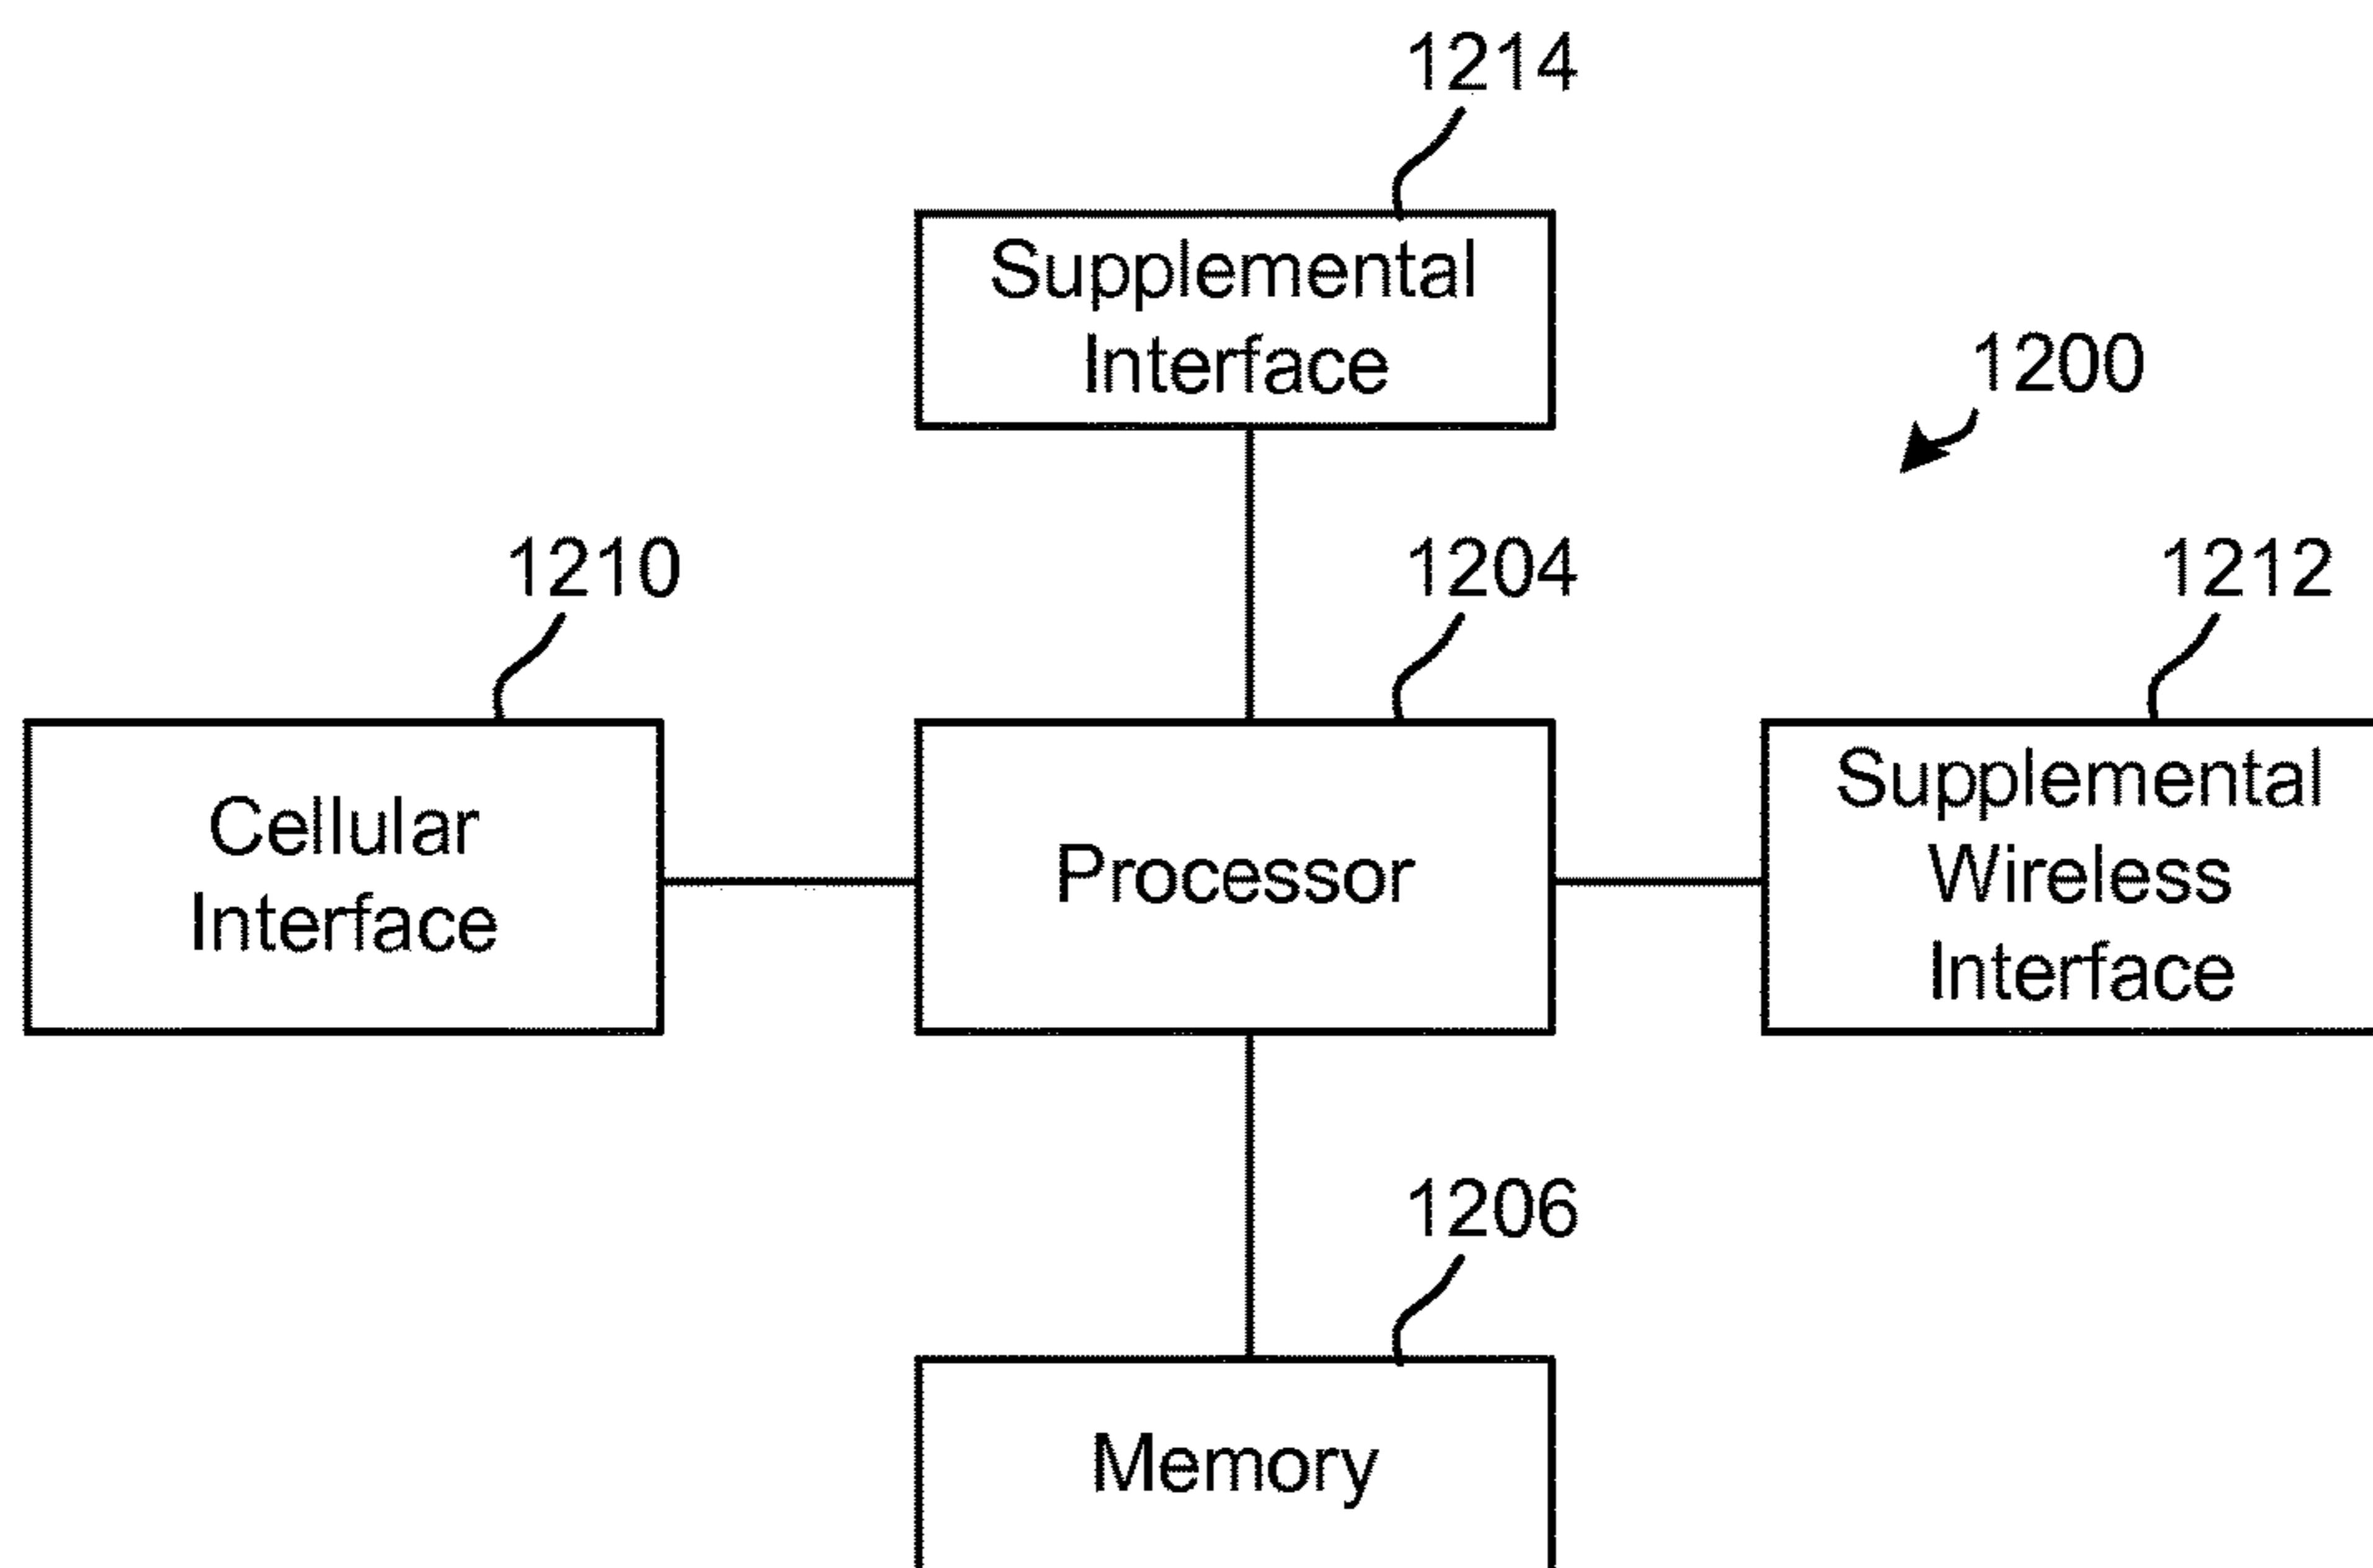 1214
Supplemental
Interface
1200
1210
1204
1212
Cellular
Interface
Processor
Supplemental
Wireless
Interface
1206
Memory